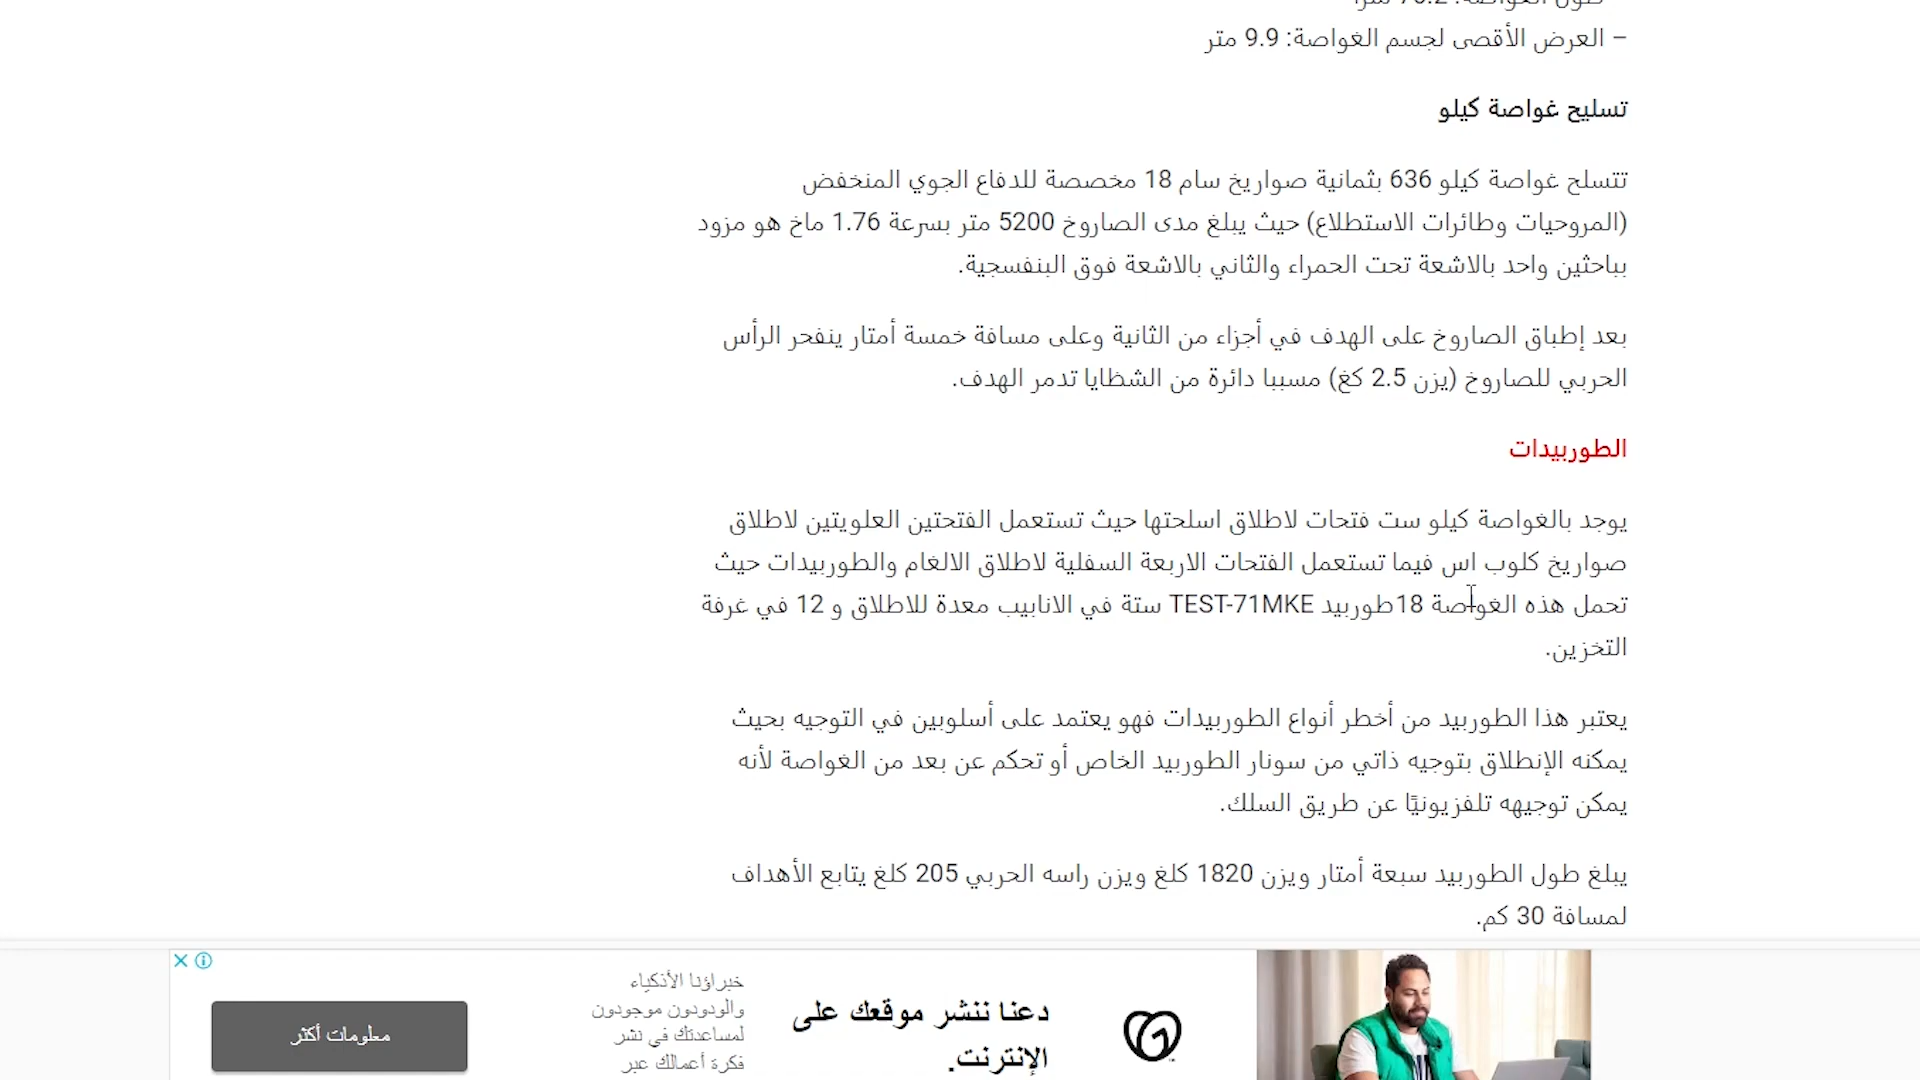 – العرض الأقصى لجسم الغواصة: 9.9 متر
تسليح غواصة كيلو
تتسلح غواصة كيلو 636 بثمانية صواريخ سام 18 مخصصة للدفاع الجوي المنخفض
(المروحيات وطائرات الاستطلاع) حيث يبلغ مدى الصاروخ 5200 متر بسرعة 1.76 ماخ هو مزود
بباحثين واحد بالاشعة تحت الحمراء والثاني بالاشعة فوق البنفسجية.
بعد إطباق الصاروخ على الهدف في أجزاء من الثانية وعلى مسافة خمسة أمتار ينفحر الرأس
الحربي للصاروخ (يزن 2.5 كغ) مسببا دائرة من الشظايا تدمر الهدف.
الطوربيدات
يوجد بالغواصة كيلو ست فتحات لاطلاق اسلحتها حيث تستعمل الفتحتين العلويتين لاطلاق
صواريخ كلوب اس فيما تستعمل الفتحات الاربعة السفلية لاطلاق الالغام والطوربيدات حيث
تحمل هذه الغواصة 18طوربيد TEST-71MKE ستة في الانابيب معدة للاطلاق و 12 في غرفة
التخزين.
يعتبر هذا الطوربيد من أخطر أنواع الطوربيدات فهو يعتمد على أسلوبين في التوجيه بحيث
يمكنه الإنطلاق بتوجيه ذاتي من سونار الطوربيد الخاص أو تحكم عن بعد من الغواصة لأنه
يمكن توجيهه تلفزيونيًا عن طريق السلك.
يبلغ طول الطوربيد سبعة أمتار ويزن 1820 كلغ ويزن راسه الحربي 205 كلغ يتابع الأهداف
لمسافة 30 كم.
دعنا ننشر موقعك على
الإنترنت.
خبراؤنا الأذكياء
والودودون موجودون
لمساعدتك في نشر
فكرة أعمالك عبر
معلومات أكثر